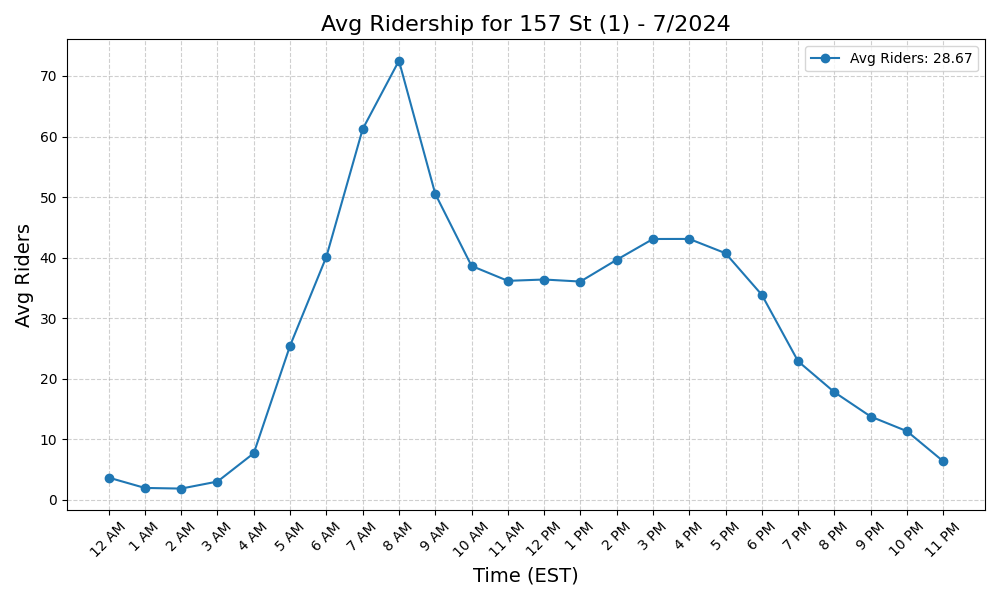 Avg Ridership for 157 St (1) - 7/2024
Avg Riders: 28.67
Avg Riders
70
60
50
40
30
20
10
0
12 AM
1 AM
2 AM
3 AM
4 AM
5 AM
6 AM
7 AM
8 AM
9 AM
10 AM
11 AM
12 PM
1 PM
2 PM
3 PM
4 PM
5 PM
6 PM
7 PM
8 PM
9 PM
10 PM
11 PM
Time (EST)